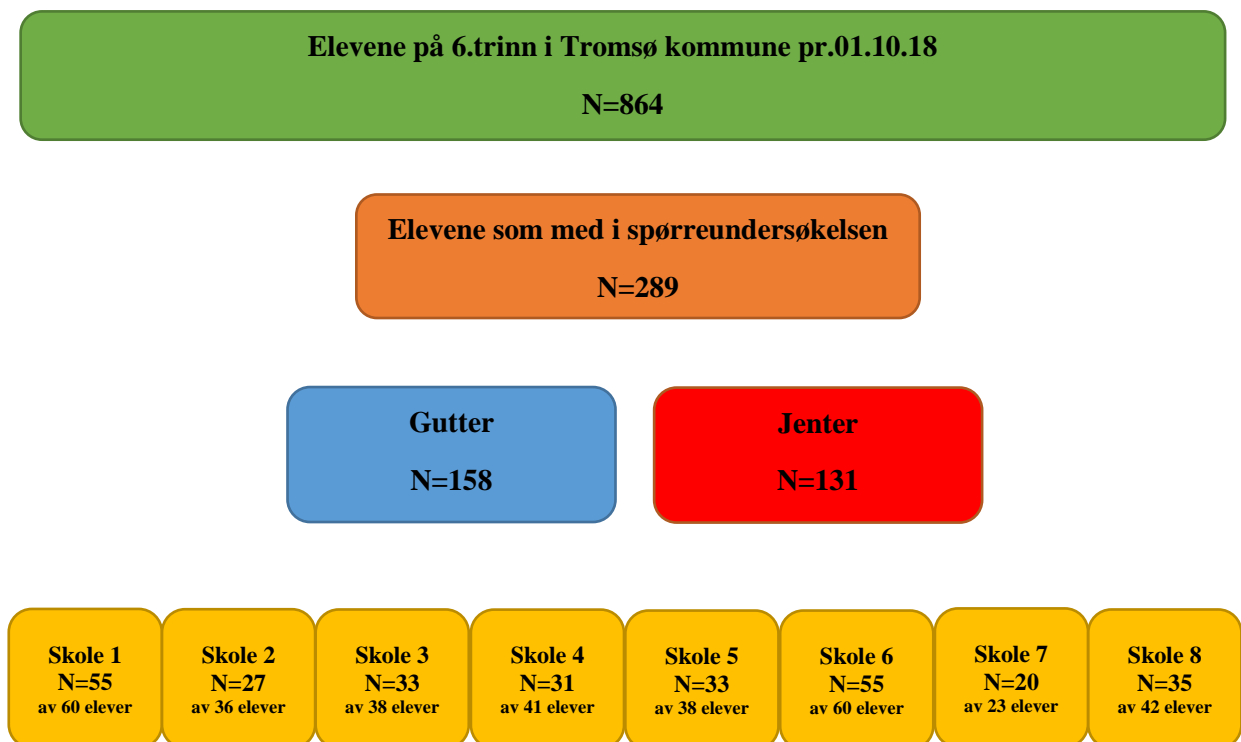 Elevene på 6.trinn i Tromsø kommune pr.01.10.18
N=864
Elevene som med i spørreundersøkelsen
N=289
Gutter
N=158
Jenter
N=131
Skole 1
N=55
av 60 elever
Skole 2
N=27
av 36 elever
Skole 3
N=33
av 38 elever
Skole 4
N=31
av 41 elever
Skole 5
N=33
av 38 elever
Skole 6
N=55
av 60 elever
Skole 7
N=20
av 23 elever
Skole 8
N=35
av 42 elever